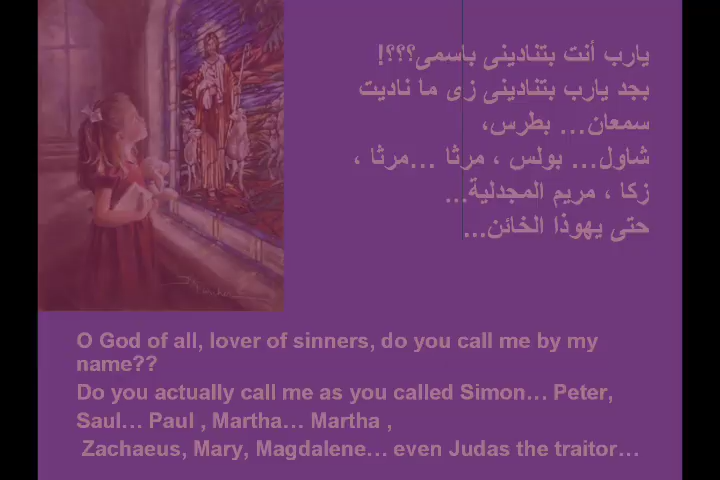 يارب أنت بتنادينى باسمى؟؟؟!
بجد يارب بتنادينى زى ما ناديت
سمعان... بطرس،
شاول... بولس ، مرثا ...مرثا ،
زكا ، مريم المجدلية...
حتى يهوذا الخائن...
O God of all, lover of sinners, do you call me by my
name??
Do you actually call me as you called Simon… Peter,
Saul… Paul , Martha… Martha ,
Zachaeus, Mary, Magdalene… even Judas the traitor…